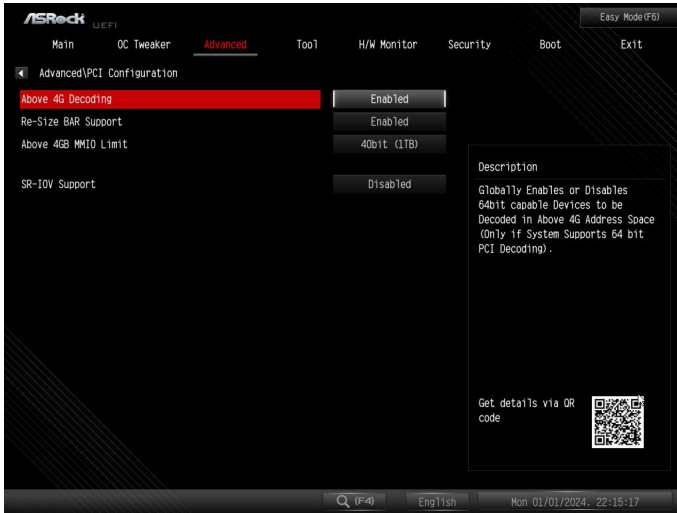 ASRock UEFI
Easy Mode(F6)
Main OC Tweaker Advanced Tool H/W Monitor Security Boot Exit
Advanced\PCI Configuration
Above 4G Decoding Enabled
Re-Size BAR Support Enabled
Above 4GB MMIO Limit 40bit (1TB)
SR-IOV Support Disabled
Description
Globally Enables or Disables
64bit capable Devices to be
Decoded in Above 4G Address Space
(Only if System Supports 64 bit
PCI Decoding).
Get details via QR
code
(F4) English Mon 01/01/2024. 22:15:17